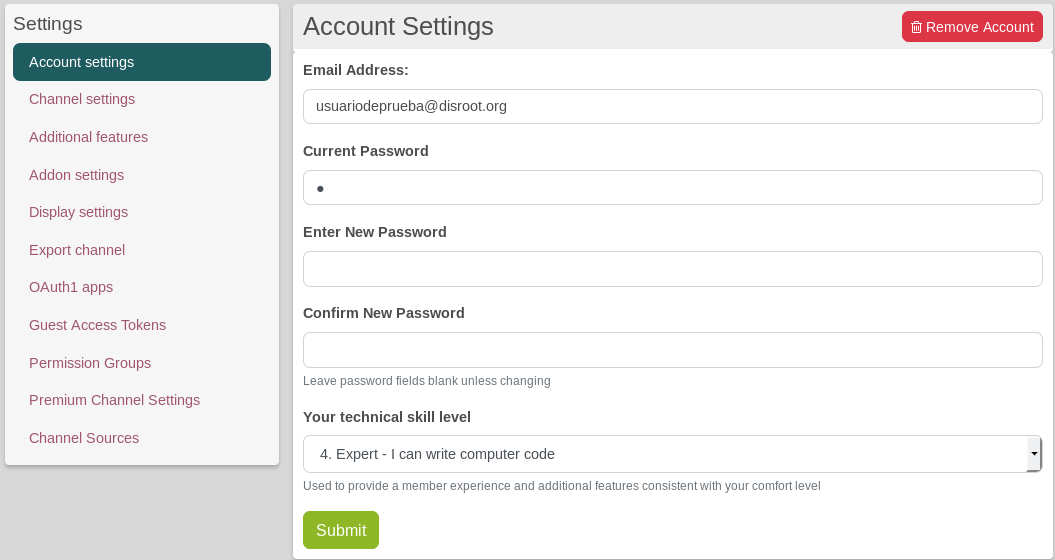 Settings
Account settings
Channel settings
Additional features
Addon settings
Display settings
Export channel
OAuth1 apps
Guest Access Tokens
Permission Groups
Premium Channel Settings
Channel Sources
Account Settings
Remove Account
Email Address:
usuariodeprueba@disroot.org
Current Password
●
Enter New Password
Confirm New Password
Leave password fields blank unless changing
Your technical skill level
4. Expert - I can write computer code
Used to provide a member experience and additional features consistent with your comfort level
Submit